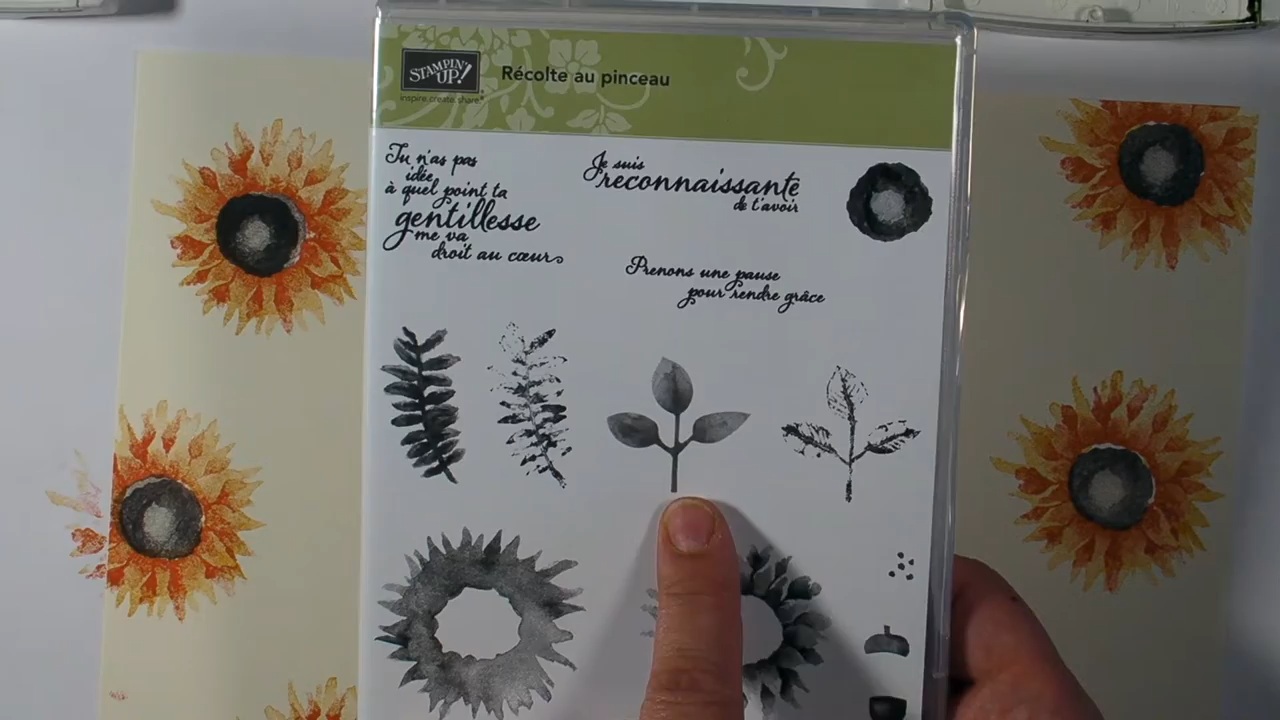 STAMPIN' UP!
inspire.create.share.
Récolte au pinceau
Tu n'as pas
idée
à quel point ta
gentillesse
me va
droit au cœur
Je suis
reconnaissante
de t'avoir
Prenons une pause
pour rendre grâce